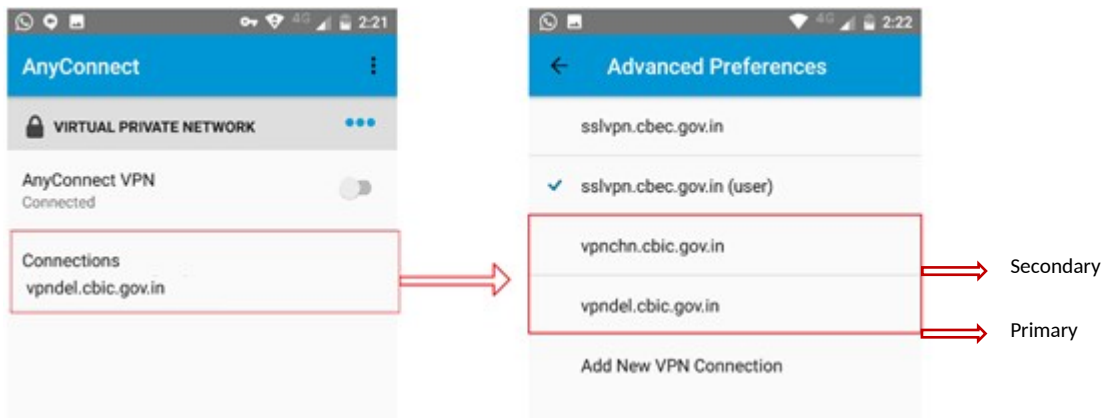 4G 2:21
AnyConnect
VIRTUAL PRIVATE NETWORK
AnyConnect VPN
Connected
Connections
vpndel.cbic.gov.in
4G 2:22
Advanced Preferences
sslvpn.cbec.gov.in
sslvpn.cbec.gov.in (user)
vpnchn.cbic.gov.in
vpndel.cbic.gov.in
Add New VPN Connection
Secondary
Primary